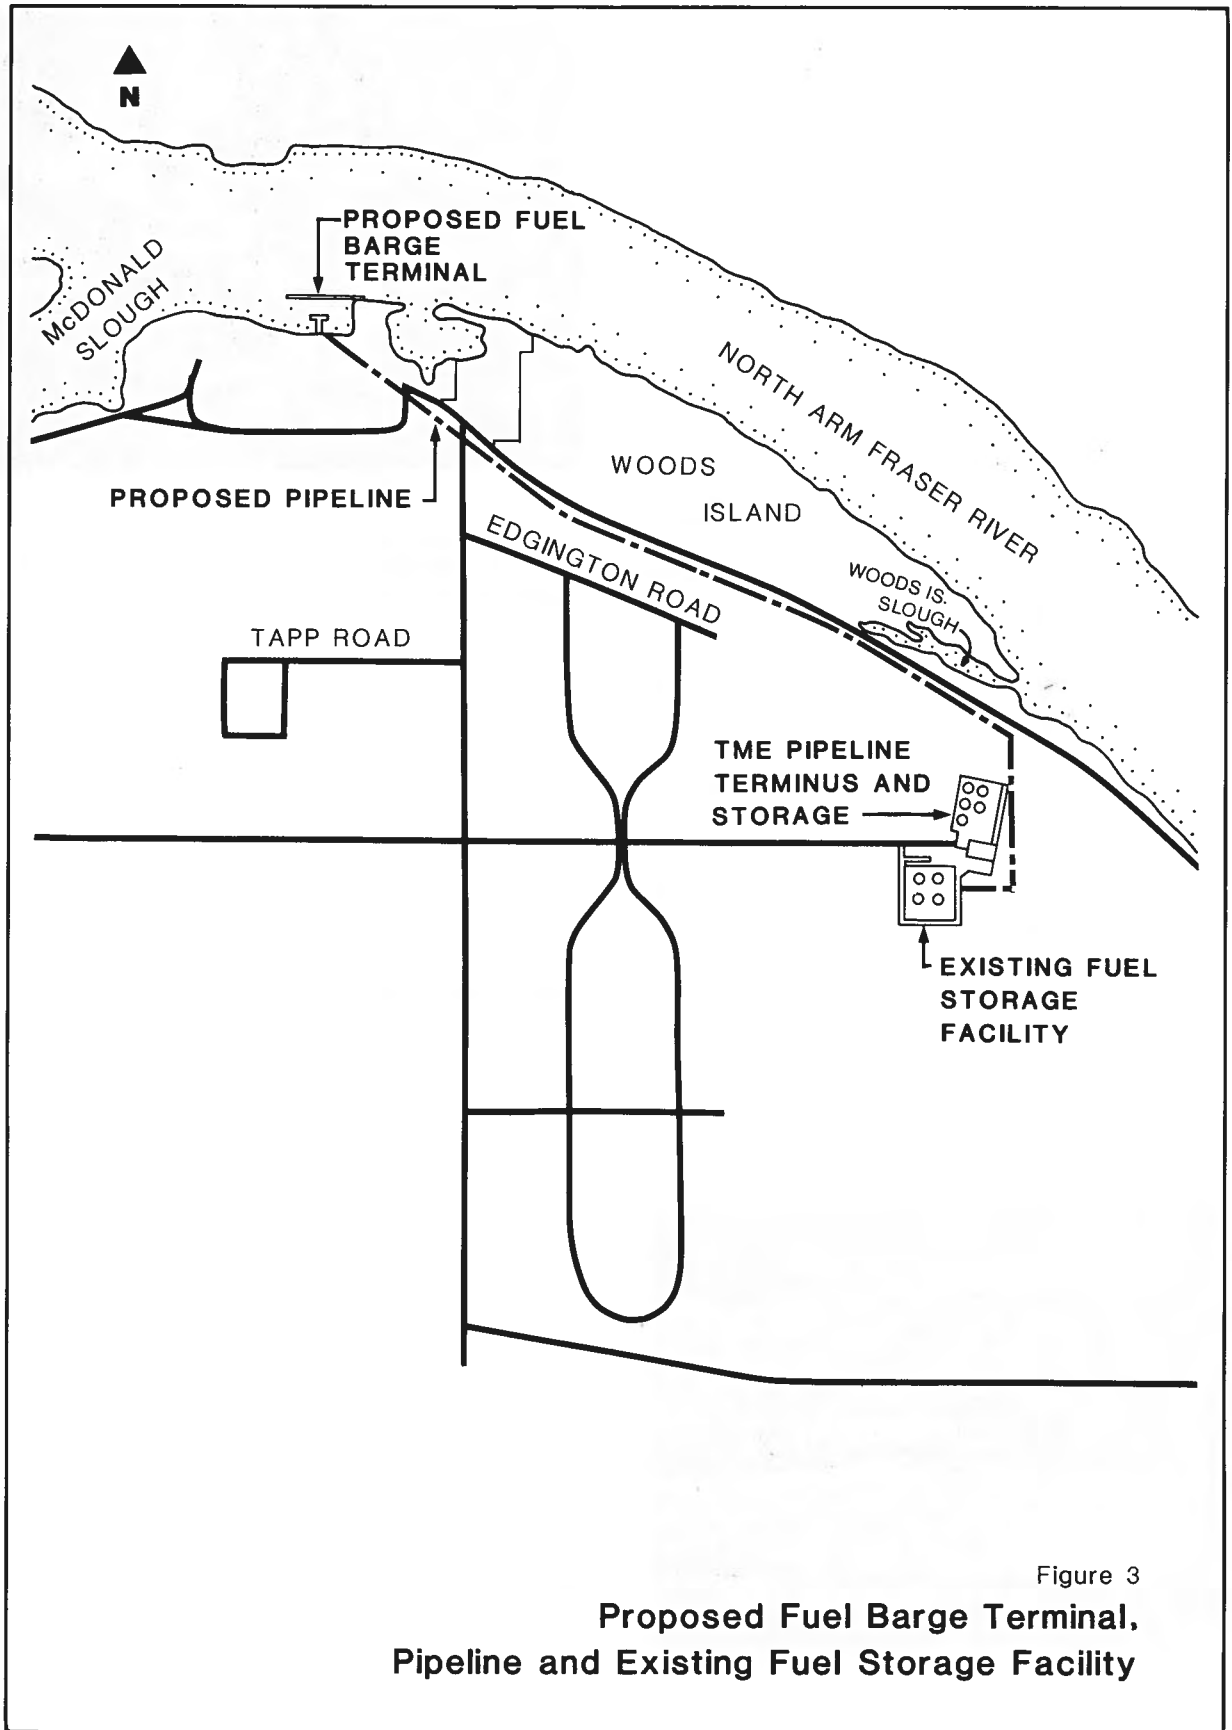 N
PROPOSED FUEL
BARGE
TERMINAL
McDONALD
SLOUGH
NORTH ARM FRASER RIVER
WOODS
ISLAND
PROPOSED PIPELINE
EDGINGTON ROAD
WOODS IS.
SLOUGH
TAPP ROAD
TME PIPELINE
TERMINUS AND
STORAGE
EXISTING FUEL
STORAGE
FACILITY
Figure 3
Proposed Fuel Barge Terminal,
Pipeline and Existing Fuel Storage Facility